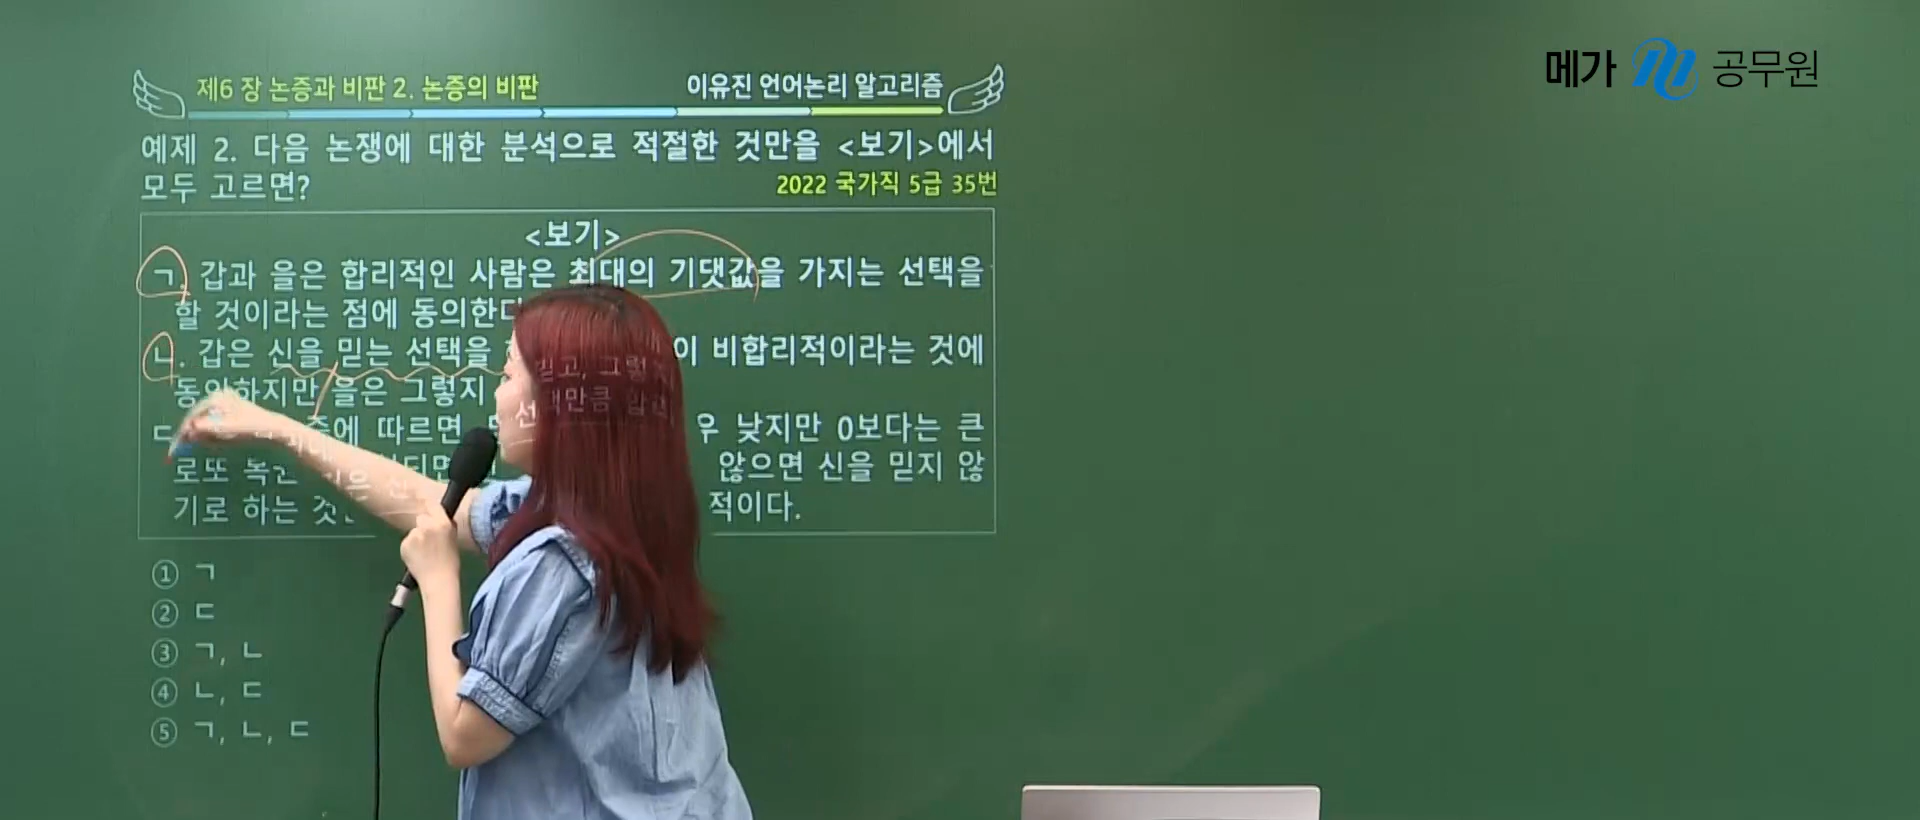 제6 장 논증과 비판 2. 논증의 비판
이유진 언어논리 알고리즘
메가 공무원
예제 2. 다음 논쟁에 대한 분석으로 적절한 것만을 <보기>에서
모두 고르면?
2022 국가직 5급 35번
<보기>
ㄱ. 갑과 을은 합리적인 사람은 최대의 기댓값을 가지는 선택을
할 것이라는 점에 동의한다
ㄴ. 갑은 신을 믿는 선택을 이 비합리적이라는 것에
동의하지만 을은 그렇지
ㄷ 에 따르면 우 낮지만 0보다는 큰
로또 복권 않으면 신을 믿지 않
기로 하는 것 적이다.
① ㄱ
② ㄷ
③ ㄱ, ㄴ
④ ㄴ, ㄷ
⑤ ㄱ, ㄴ, ㄷ